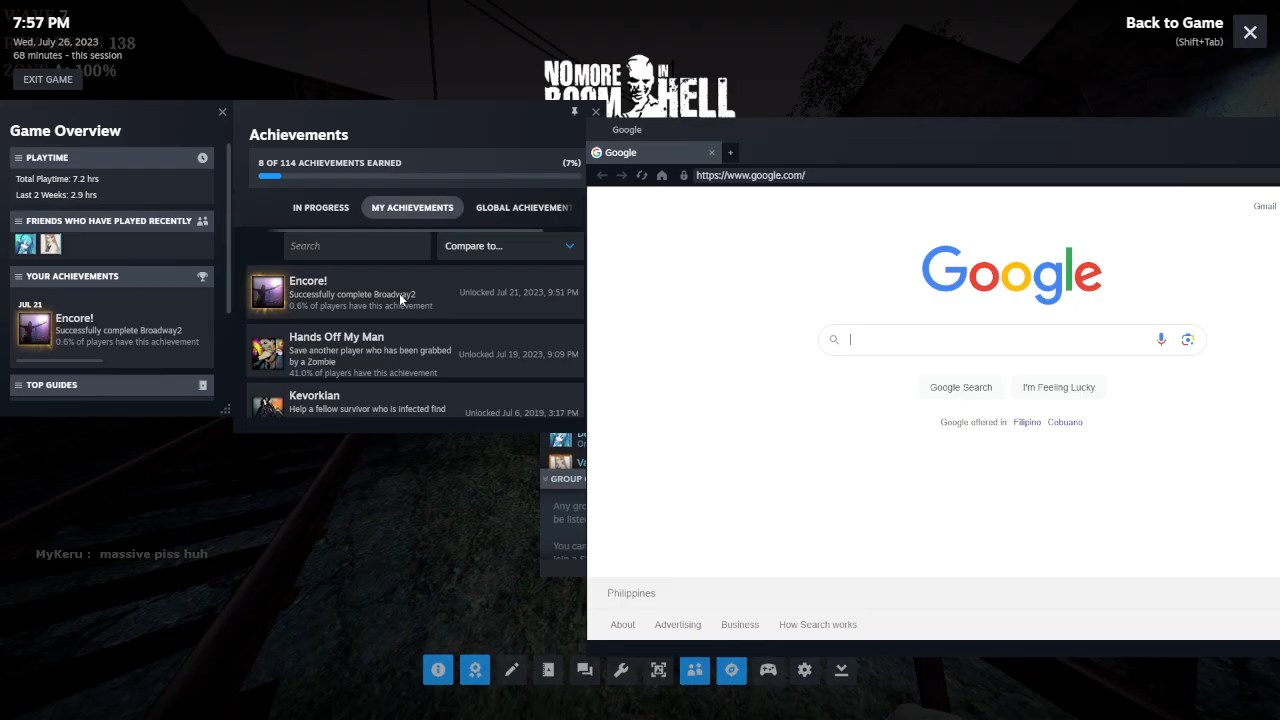 7:57 PM
Wed, July 26, 2023
68 minutes - this session
EXIT GAME
138
100%
NO MORE ROOM IN HELL
Back to Game
(Shift+Tab)
Game Overview
PLAYTIME
Total Playtime: 7.2 hrs
Last 2 Weeks: 2.9 hrs
FRIENDS WHO HAVE PLAYED RECENTLY
YOUR ACHIEVEMENTS
JUL 21
Encore!
Successfully complete Broadway2
0.6% of players have this achievement
TOP GUIDES
Achievements
8 OF 114 ACHIEVEMENTS EARNED (7%)
IN PROGRESS MY ACHIEVEMENTS GLOBAL ACHIEVEMENT
Search Compare to...
Encore!
Successfully complete Broadway2
0.6% of players have this achievement
Unlocked Jul 21, 2023, 9:51 PM
Hands Off My Man
Save another player who has been grabbed
by a Zombie
41.0% of players have this achievement
Unlocked Jul 19, 2023, 9:09 PM
Kevorkian
Help a fellow survivor who is infected find
Unlocked Jul 6, 2019, 3:17 PM
GROUP
Any
be liste
You can
Google
Google
https://www.google.com/
Gmail
Google
Google Search I'm Feeling Lucky
Google offered in: Filipino Cebuano
Philippines
About Advertising Business How Search works
MyKeru : massive piss huh